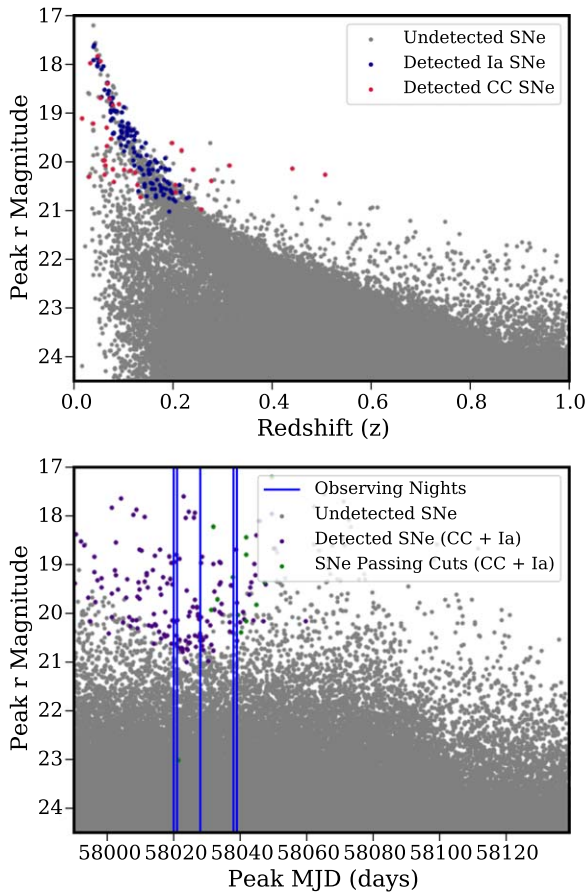 17
18
19
20
21
22
23
24
Peak r Magnitude
Undetected SNe
Detected Ia SNe
Detected CC SNe
0.0 0.2 0.4 0.6 0.8 1.0
Redshift (z)
17
18
19
20
21
22
23
24
Peak r Magnitude
Observing Nights
Undetected SNe
Detected SNe (CC + Ia)
SNe Passing Cuts (CC + Ia)
58000 58020 58040 58060 58080 58100 58120
Peak MJD (days)